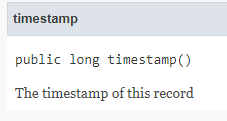 timestamp
public long timestamp()
The timestamp of this record